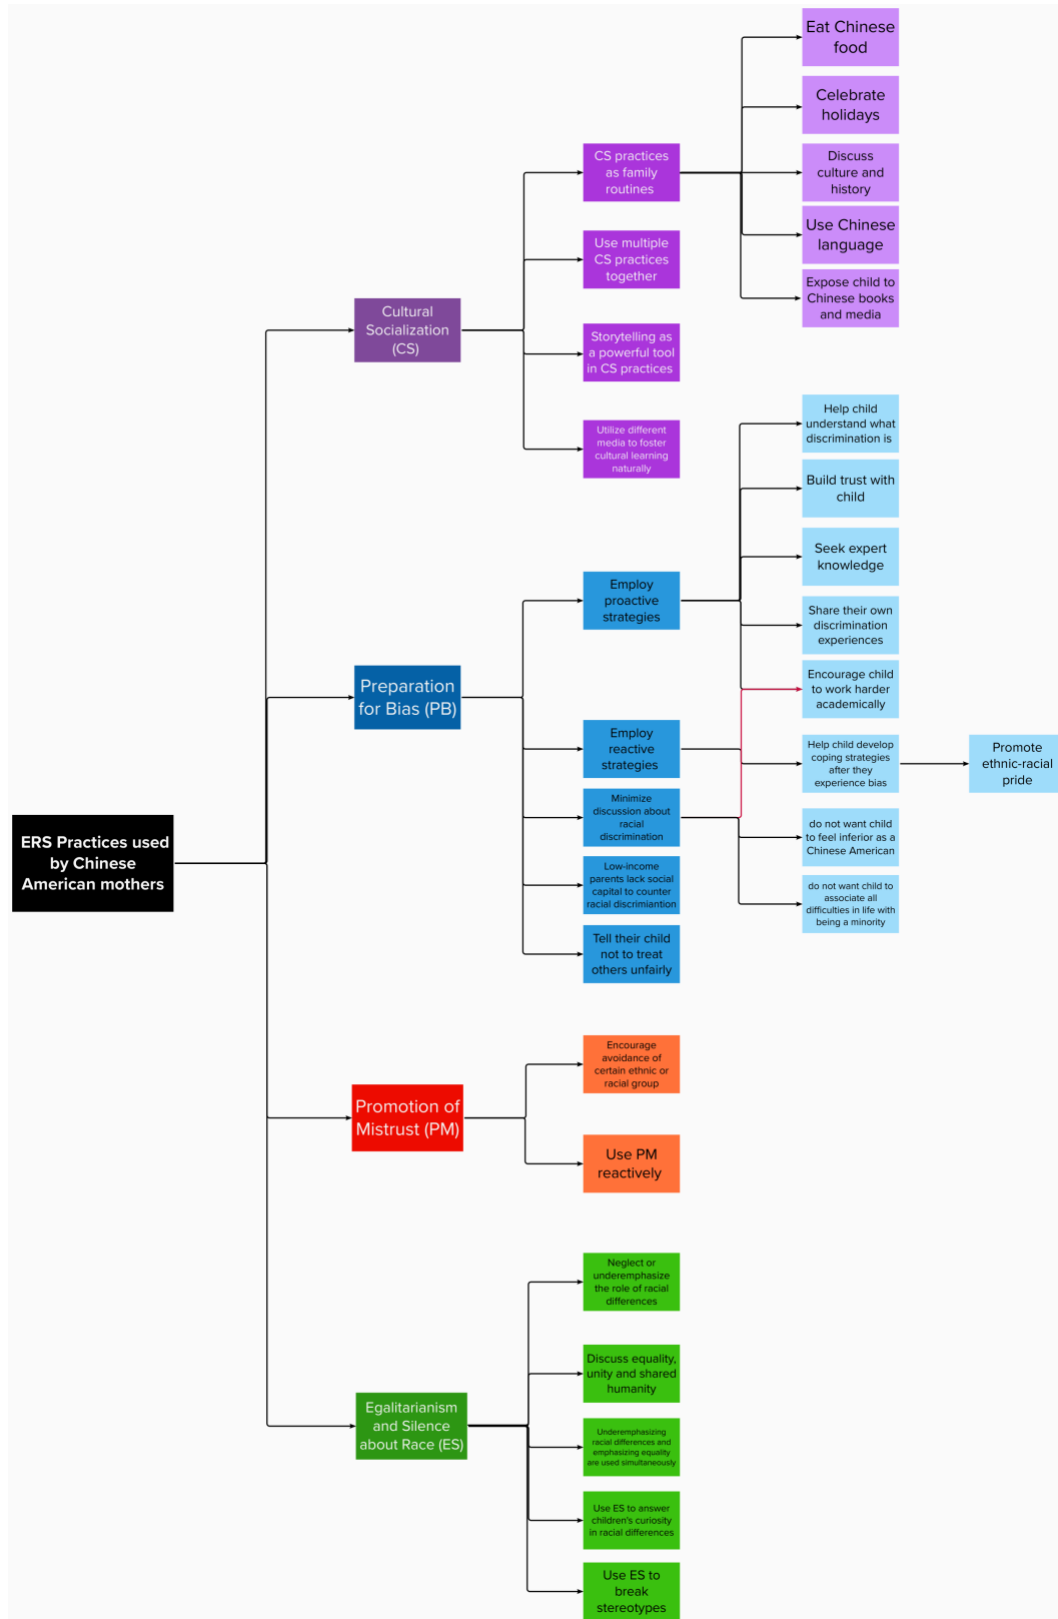 ERS Practices used
by Chinese
American mothers
Cultural
Socialization
(CS)
CS practices
as family
routines
Eat Chinese
food
Celebrate
holidays
Discuss
culture and
history
Use Chinese
language
Expose child to
Chinese books
and media
Use multiple
CS practices
together
Storytelling as
a powerful tool
in CS practices
Utilize different
media to foster
cultural learning
naturally
Preparation
for Bias (PB)
Employ
proactive
strategies
Help child
understand what
discrimination is
Build trust with
child
Seek expert
knowledge
Share their own
discrimination
experiences
Encourage child
to work harder
academically
Employ
reactive
strategies
Help child develop
coping strategies
after they
experience bias
Promote
ethnic-racial
pride
Minimize
discussion about
racial
discrimination
do not want child
to feel inferior as a
Chinese American
do not want child to
associate all
difficulties in life with
being a minority
Low-income
parents lack social
capital to counter
racial discrimiantion
Tell their child
not to treat
others unfairly
Promotion of
Mistrust (PM)
Encourage
avoidance of
certain ethnic or
racial group
Use PM
reactively
Egalitarianism
and Silence
about Race (ES)
Neglect or
underemphasize
the role of racial
differences
Discuss equality,
unity and shared
humanity
Underemphasizing
racial differences and
emphasizing equality
are used simultaneously
Use ES to answer
children's curiosity
in racial differences
Use ES to
break
stereotypes